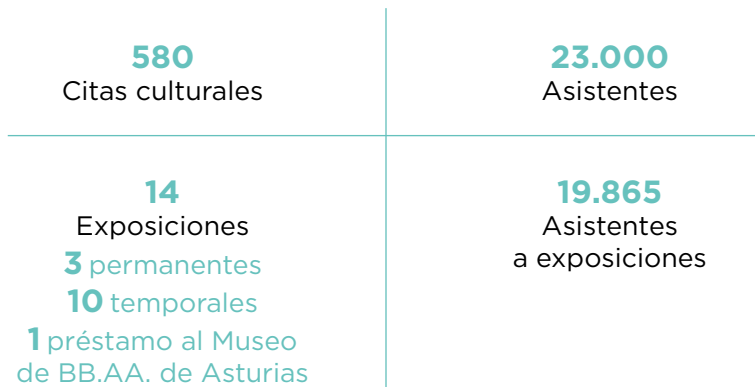 580
Citas culturales
23.000
Asistentes
14
Exposiciones
3 permanentes
10 temporales
1 préstamo al Museo
de BB.AA. de Asturias
19.865
Asistentes
a exposiciones